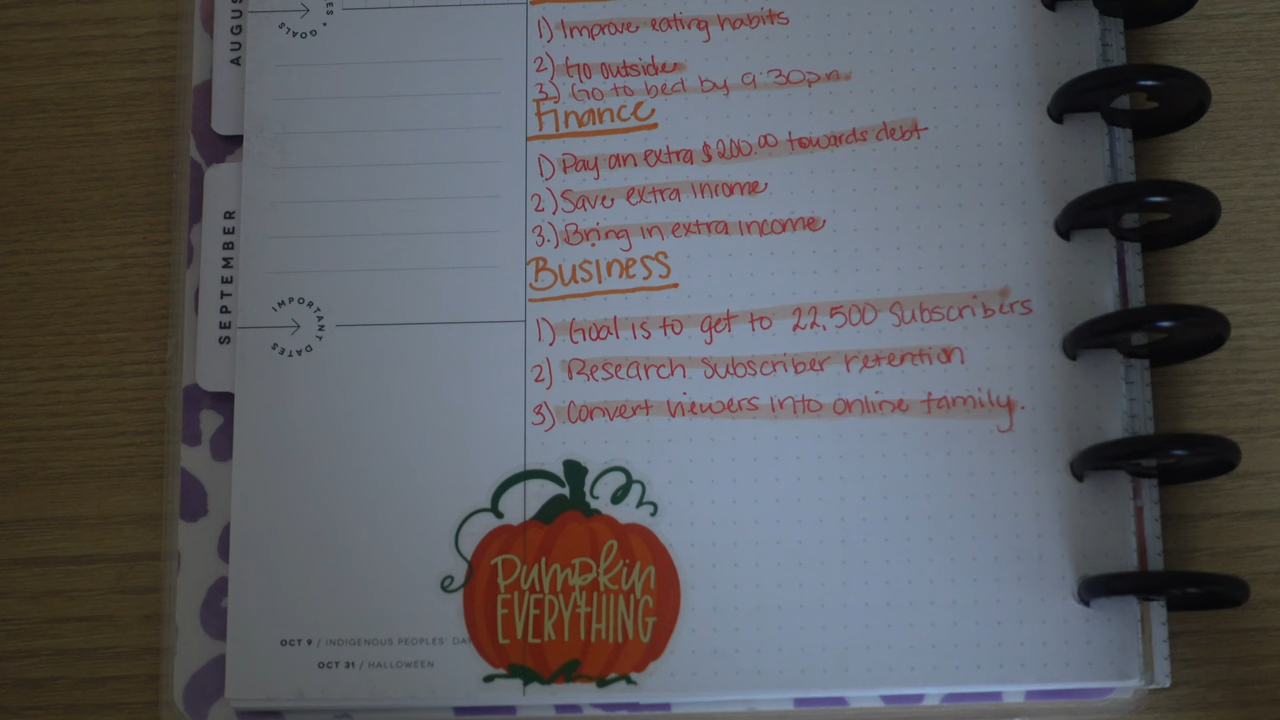 AUGUS
ES • GOALS
1) Improve eating habits
2) Go outside
3.) Go to bed by 9:30pm.
Finance
1) Pay an extra $200.00 towards debt
2) Save extra income
3.) Bring in extra income
Business
1) Goal is to get to 22,500 Subscribers
2) Research Subscriber retention
3) Convert viewers into online family.
SEPTEMBER
IMPORTANT DATES
Pumpkin
EVERYTHING
OCT 9 / INDIGENOUS PEOPLES' DA
OCT 31 / HALLOWEEN